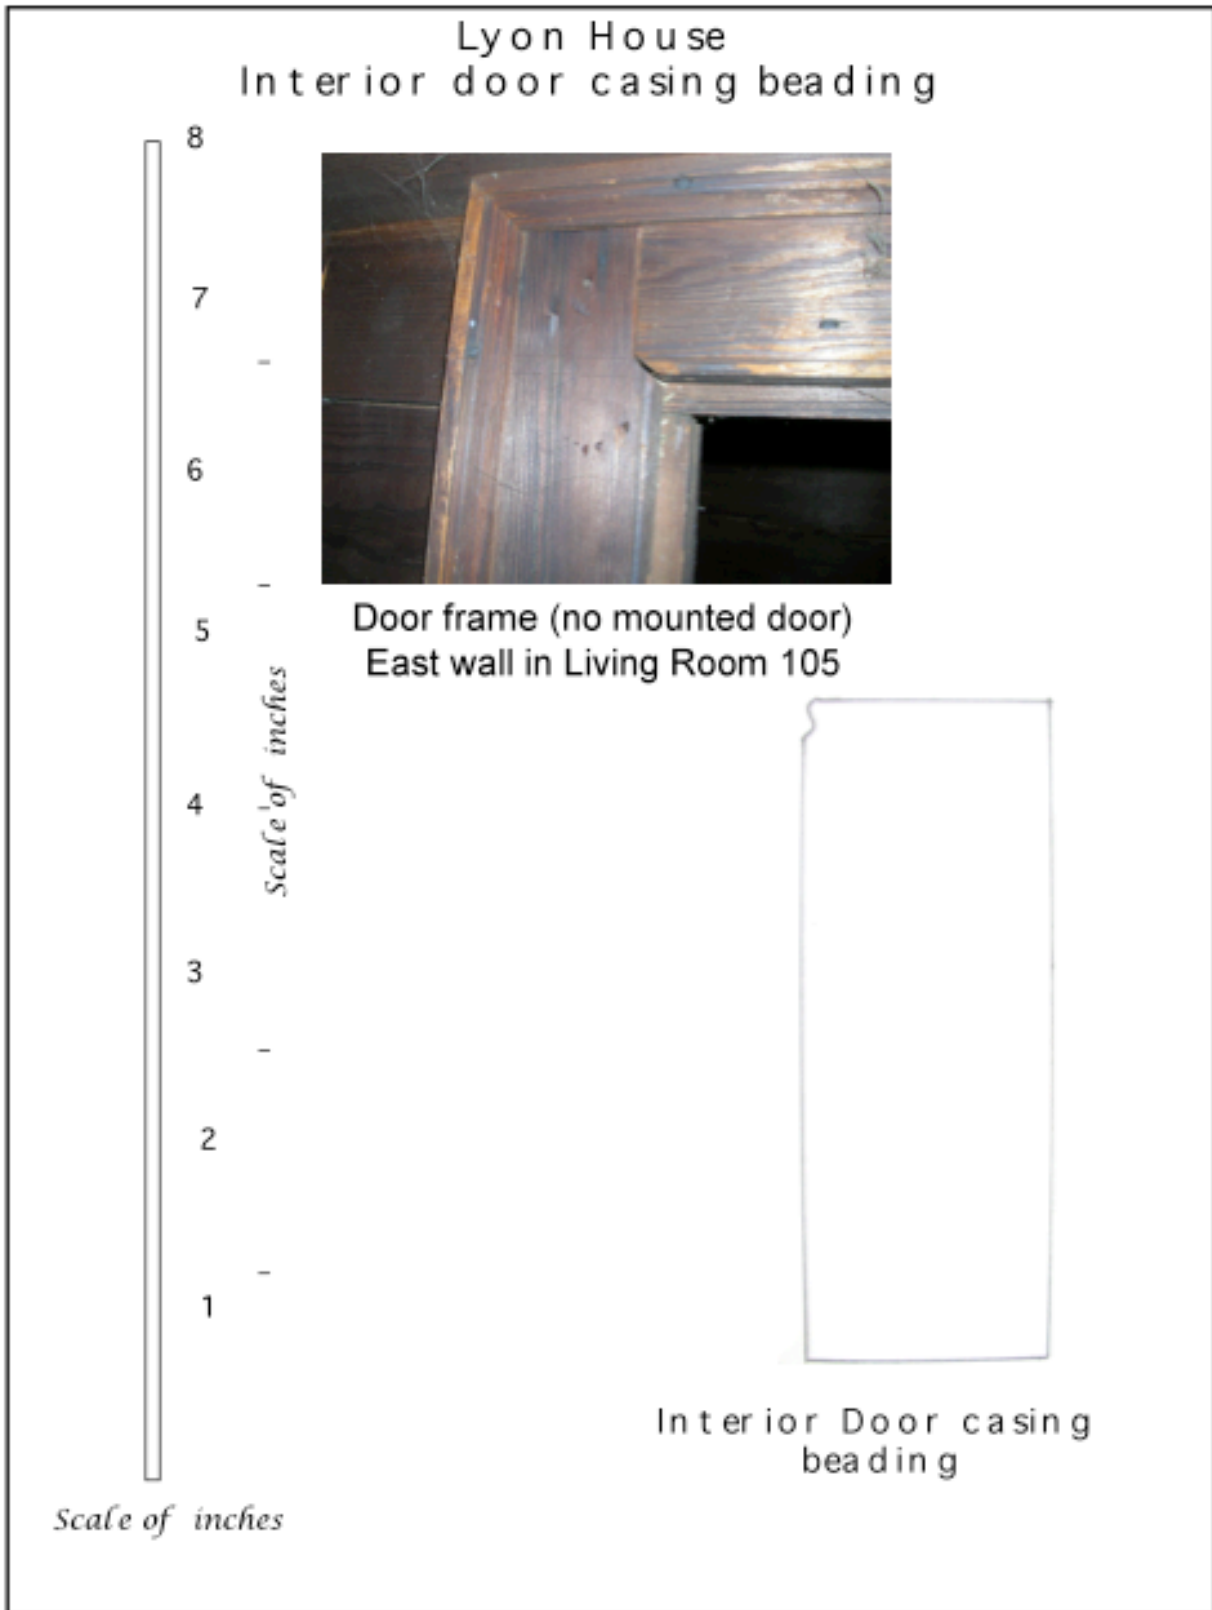 Lyon House
Interior door casing beading
8
7
6
5
4
3
2
1
Scale of inches
Door frame (no mounted door)
East wall in Living Room 105
Interior Door casing
beading
Scale of inches